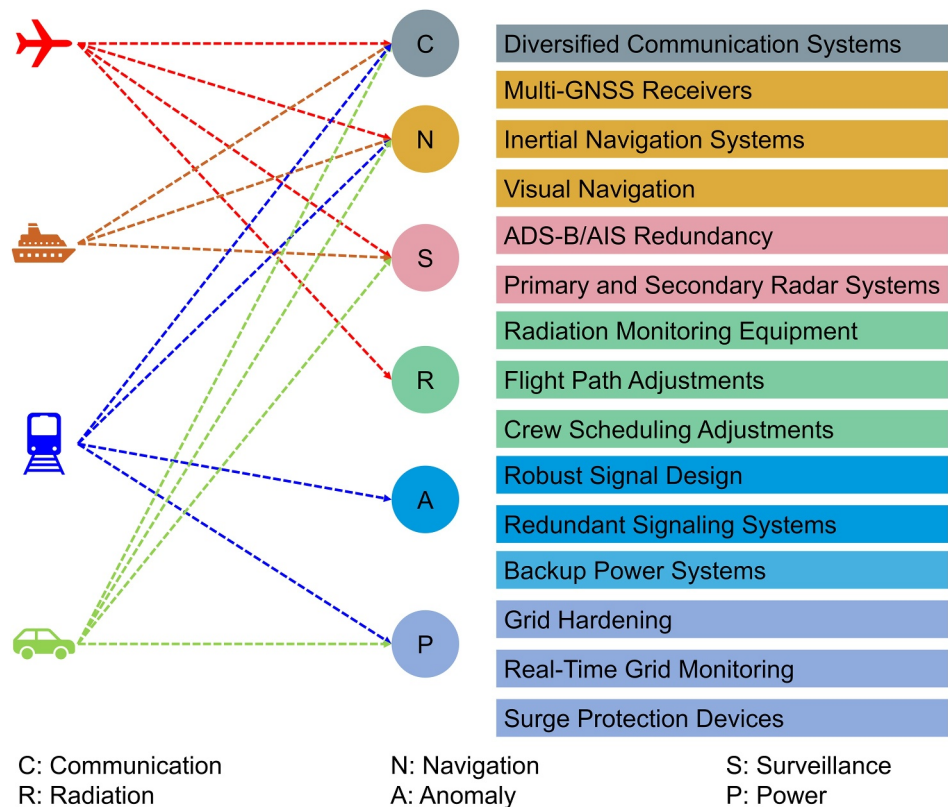 C
Diversified Communication Systems
Multi-GNSS Receivers
N
Inertial Navigation Systems
Visual Navigation
ADS-B/AIS Redundancy
S
Primary and Secondary Radar Systems
Radiation Monitoring Equipment
R
Flight Path Adjustments
Crew Scheduling Adjustments
Robust Signal Design
A
Redundant Signaling Systems
Backup Power Systems
Grid Hardening
P
Real-Time Grid Monitoring
Surge Protection Devices
C: Communication N: Navigation S: Surveillance
R: Radiation A: Anomaly P: Power